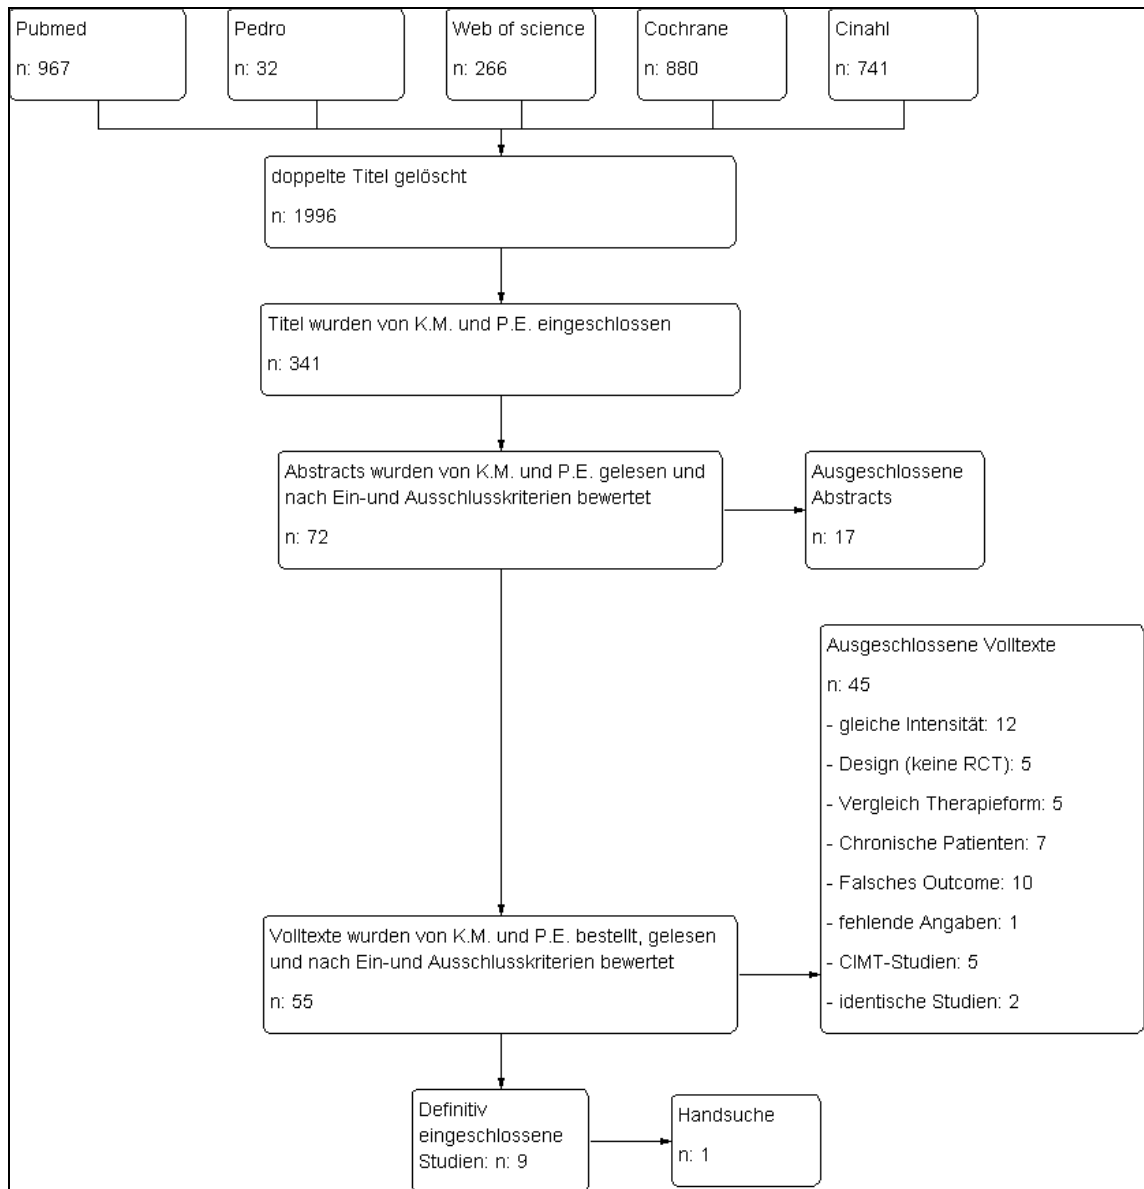 Pubmed
n: 967
Pedro
n: 32
Web of science
n: 266
Cochrane
n: 880
Cinahl
n: 741
doppelte Titel gelöscht
n: 1996
Titel wurden von K.M. und P.E. eingeschlossen
n: 341
Abstracts wurden von K.M. und P.E. gelesen und
nach Ein-und Ausschlusskriterien bewertet
n: 72
Ausgeschlossene
Abstracts
n: 17
Ausgeschlossene Volltexte
n: 45
- gleiche Intensität: 12
- Design (keine RCT): 5
- Vergleich Therapieform: 5
- Chronische Patienten: 7
- Falsches Outcome: 10
- fehlende Angaben: 1
- CIMT-Studien: 5
- identische Studien: 2
Volltexte wurden von K.M. und P.E. bestellt, gelesen
und nach Ein-und Ausschlusskriterien bewertet
n: 55
Definitiv
eingeschlossene
Studien: n: 9
Handsuche
n: 1